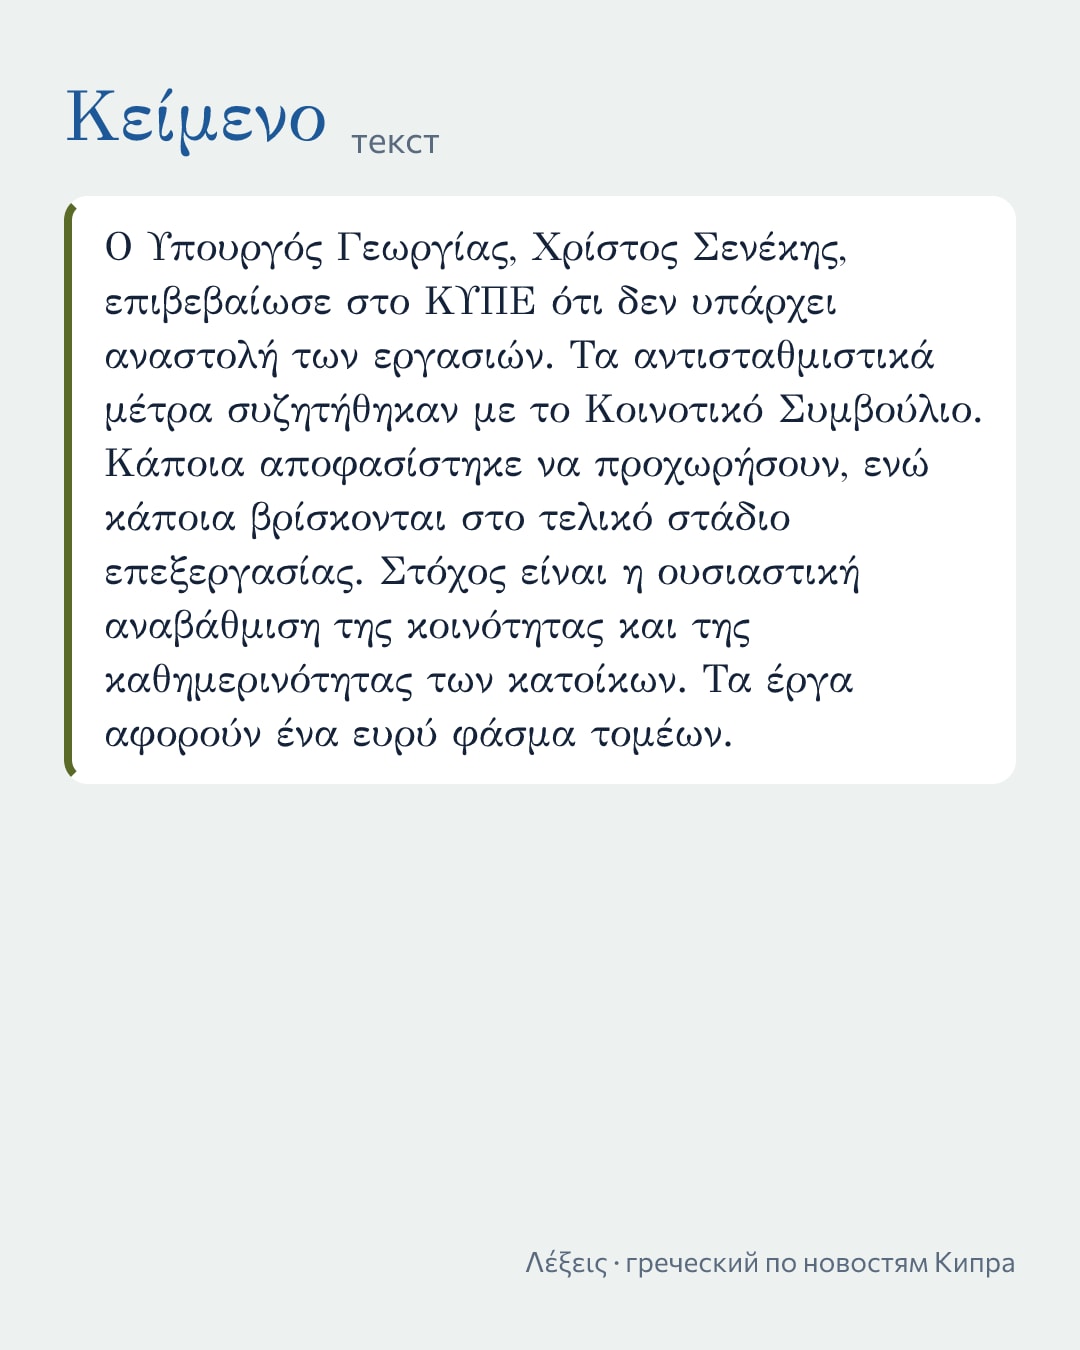 Κείμενο текст
Ο Υπουργός Γεωργίας, Χρίστος Σενέκης,
επιβεβαίωσε στο ΚΥΠΕ ότι δεν υπάρχει
αναστολή των εργασιών. Τα αντισταθμιστικά
μέτρα συζητήθηκαν με το Κοινοτικό Συμβούλιο.
Κάποια αποφασίστηκε να προχωρήσουν, ενώ
κάποια βρίσκονται στο τελικό στάδιο
επεξεργασίας. Στόχος είναι η ουσιαστική
αναβάθμιση της κοινότητας και της
καθημερινότητας των κατοίκων. Τα έργα
αφορούν ένα ευρύ φάσμα τομέων.
Λέξεις · греческий по новостям Кипра